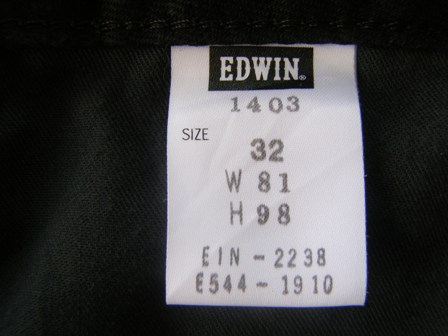 EDWIN®
1403
SIZE
32
W 81
H 98
EIN-2238
E544-1910